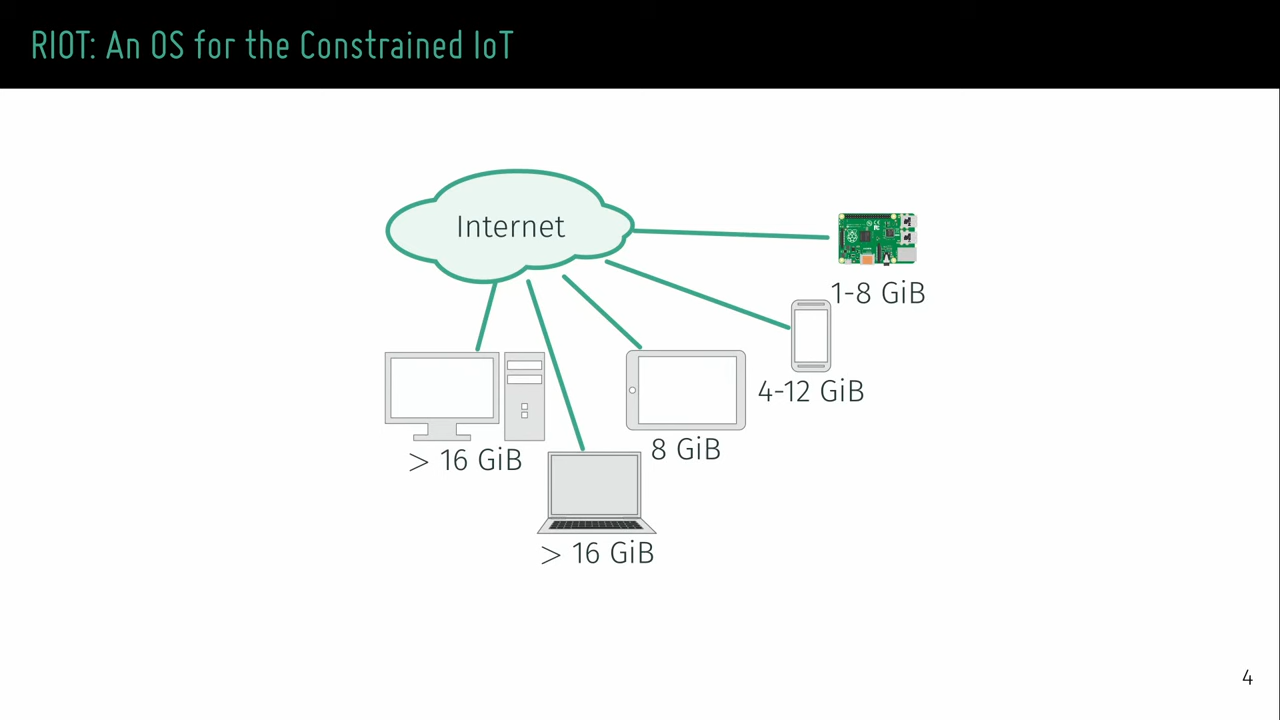 RIOT: An OS for the Constrained IoT
Internet
1-8 GiB
4-12 GiB
8 GiB
> 16 GiB
> 16 GiB
4